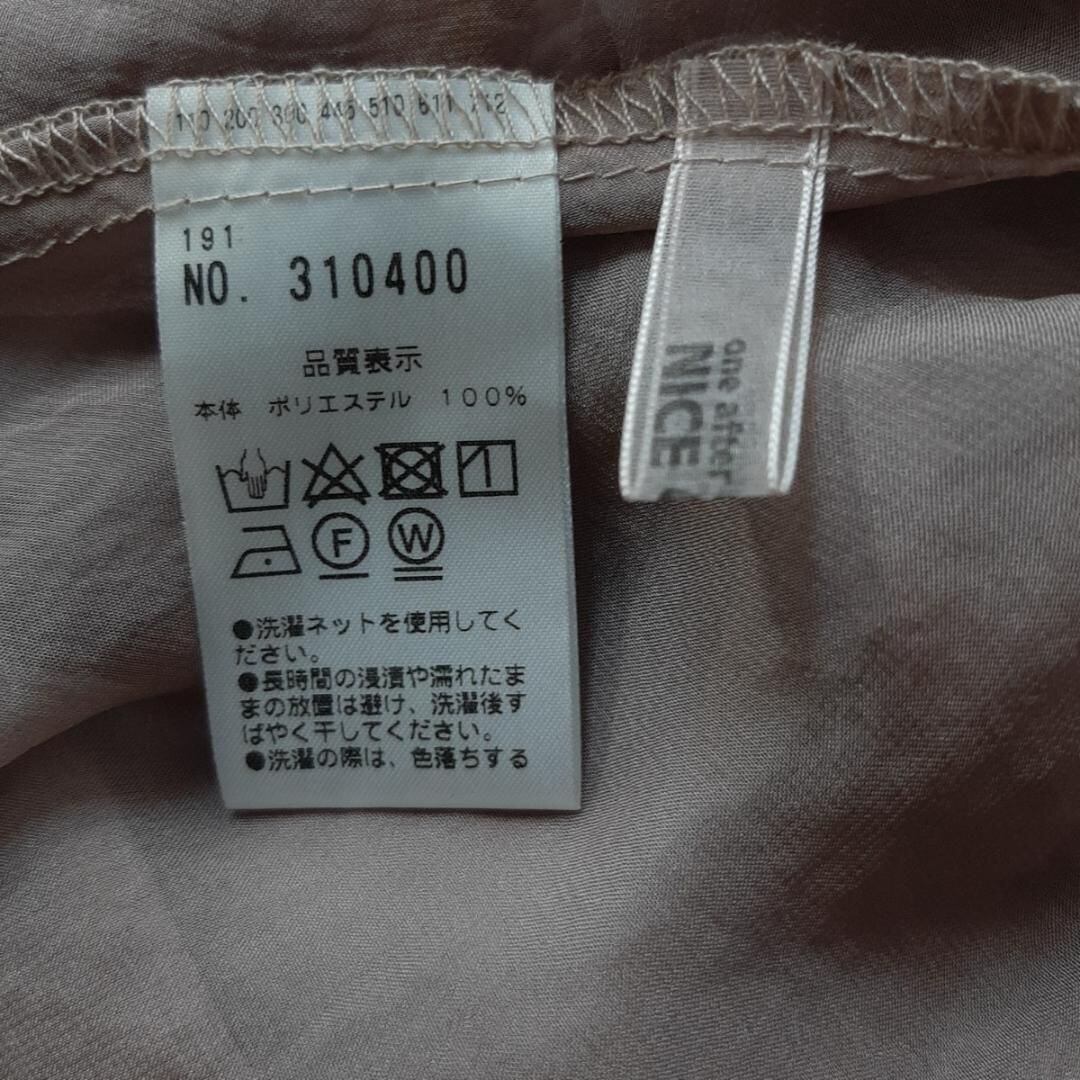 191
NO. 310400
品質表示
本体 ポリエステル 100%
F W
●洗濯ネットを使用してく
ださい。
●長時間の浸漬や濡れたま
まの放置は避け、洗濯後す
ばやく干してください。
●洗濯の際は、色落ちする
one after
NICE